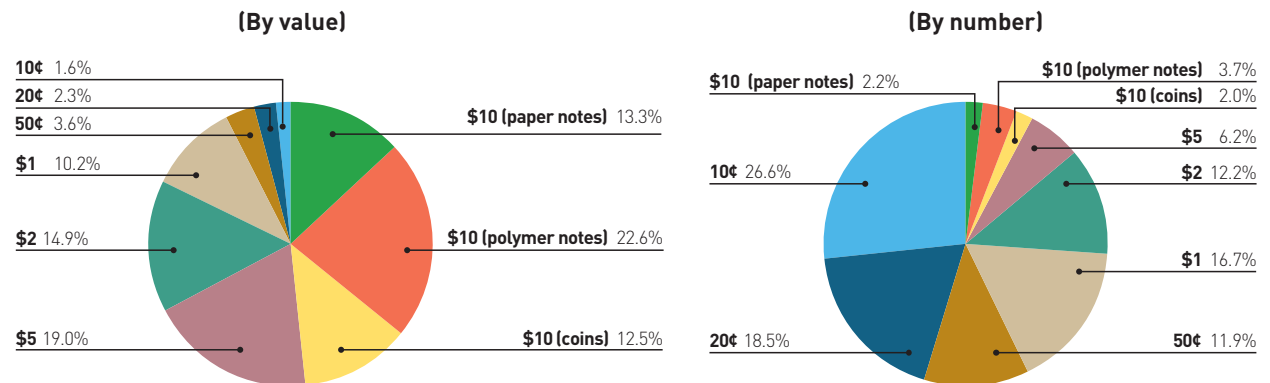 (By value)
10¢ 1.6%
20¢ 2.3%
50¢ 3.6%
$1 10.2%
$2 14.9%
$5 19.0%
$10 (paper notes) 13.3%
$10 (polymer notes) 22.6%
$10 (coins) 12.5%
(By number)
$10 (paper notes) 2.2%
10¢ 26.6%
20¢ 18.5%
$10 (polymer notes) 3.7%
$10 (coins) 2.0%
$5 6.2%
$2 12.2%
$1 16.7%
50¢ 11.9%